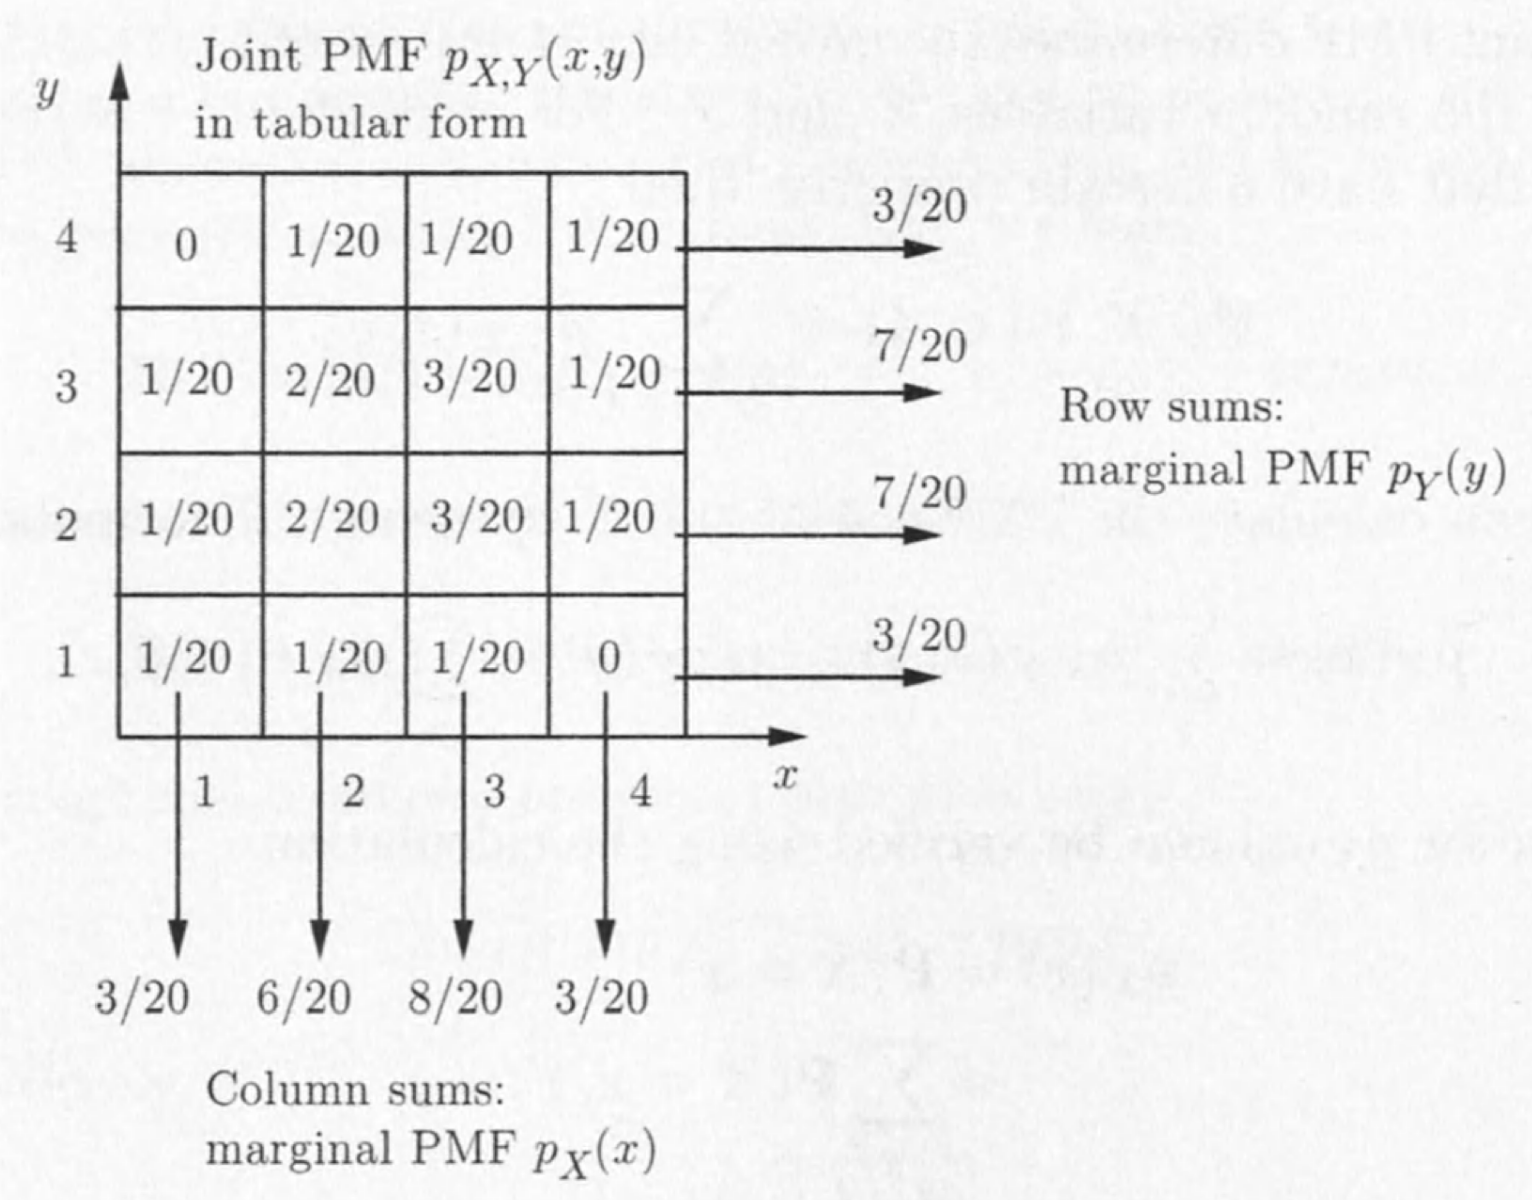 Joint PMF p_{X,Y}(x,y)
in tabular form
y
4 0 1/20 1/20 1/20 3/20
3 1/20 2/20 3/20 1/20 7/20
2 1/20 2/20 3/20 1/20 7/20
1 1/20 1/20 1/20 0 3/20
Row sums:
marginal PMF p_Y(y)
x
1 2 3 4
3/20 6/20 8/20 3/20
Column sums:
marginal PMF p_X(x)